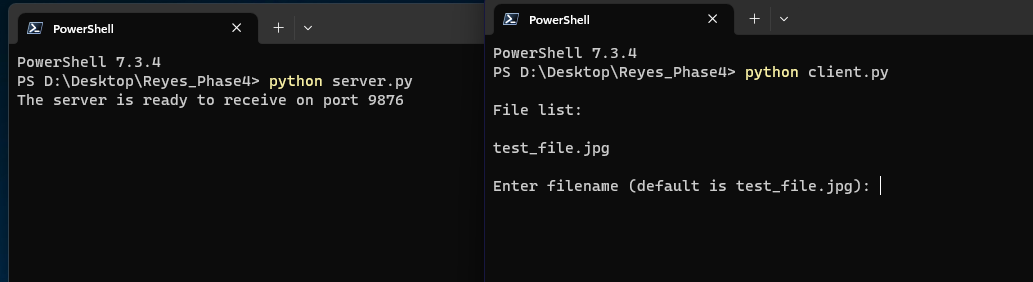 PowerShell
PowerShell 7.3.4
PS D:\Desktop\Reyes_Phase4> python server.py
The server is ready to receive on port 9876
PowerShell
PowerShell 7.3.4
PS D:\Desktop\Reyes_Phase4> python client.py
File list:
test_file.jpg
Enter filename (default is test_file.jpg):